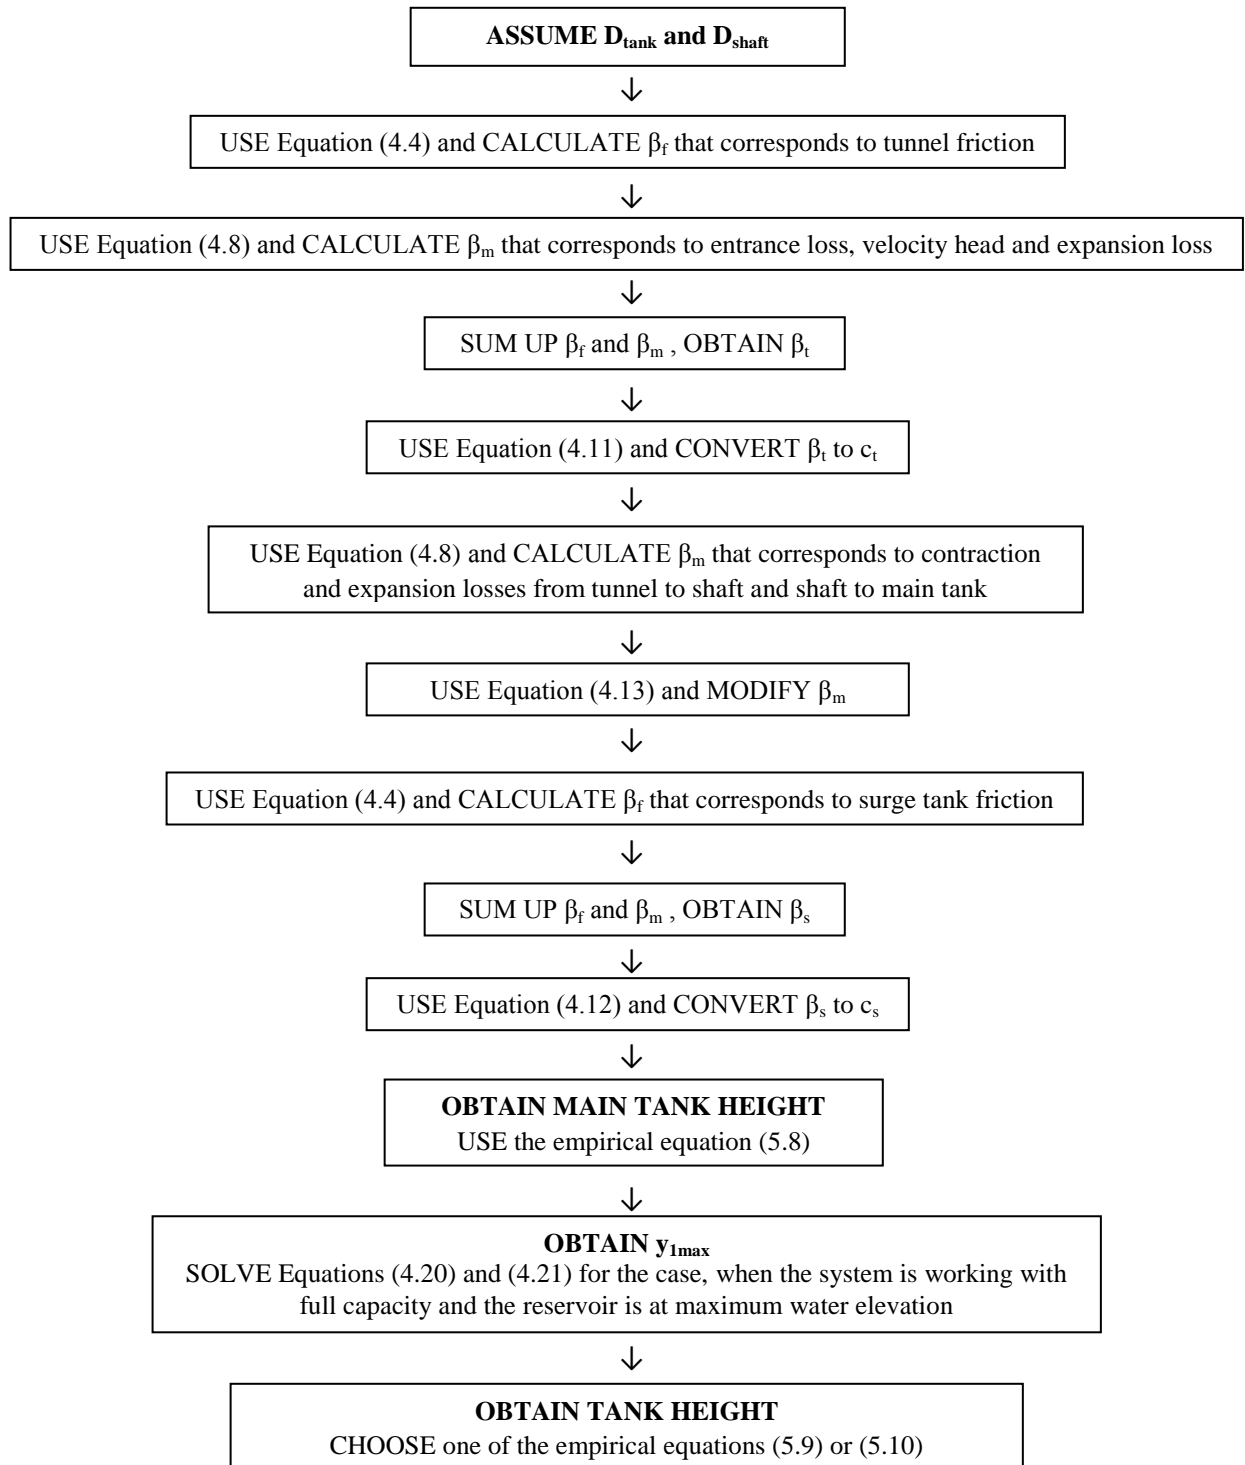 ASSUME Dtank and Dshaft
↓
USE Equation (4.4) and CALCULATE βf that corresponds to tunnel friction
↓
USE Equation (4.8) and CALCULATE βm that corresponds to entrance loss, velocity head and expansion loss
↓
SUM UP βf and βm , OBTAIN βt
↓
USE Equation (4.11) and CONVERT βt to ct
↓
USE Equation (4.8) and CALCULATE βm that corresponds to contraction
and expansion losses from tunnel to shaft and shaft to main tank
↓
USE Equation (4.13) and MODIFY βm
↓
USE Equation (4.4) and CALCULATE βf that corresponds to surge tank friction
↓
SUM UP βf and βm , OBTAIN βs
↓
USE Equation (4.12) and CONVERT βs to cs
↓
OBTAIN MAIN TANK HEIGHT
USE the empirical equation (5.8)
↓
OBTAIN y1max
SOLVE Equations (4.20) and (4.21) for the case, when the system is working with
full capacity and the reservoir is at maximum water elevation
↓
OBTAIN TANK HEIGHT
CHOOSE one of the empirical equations (5.9) or (5.10)